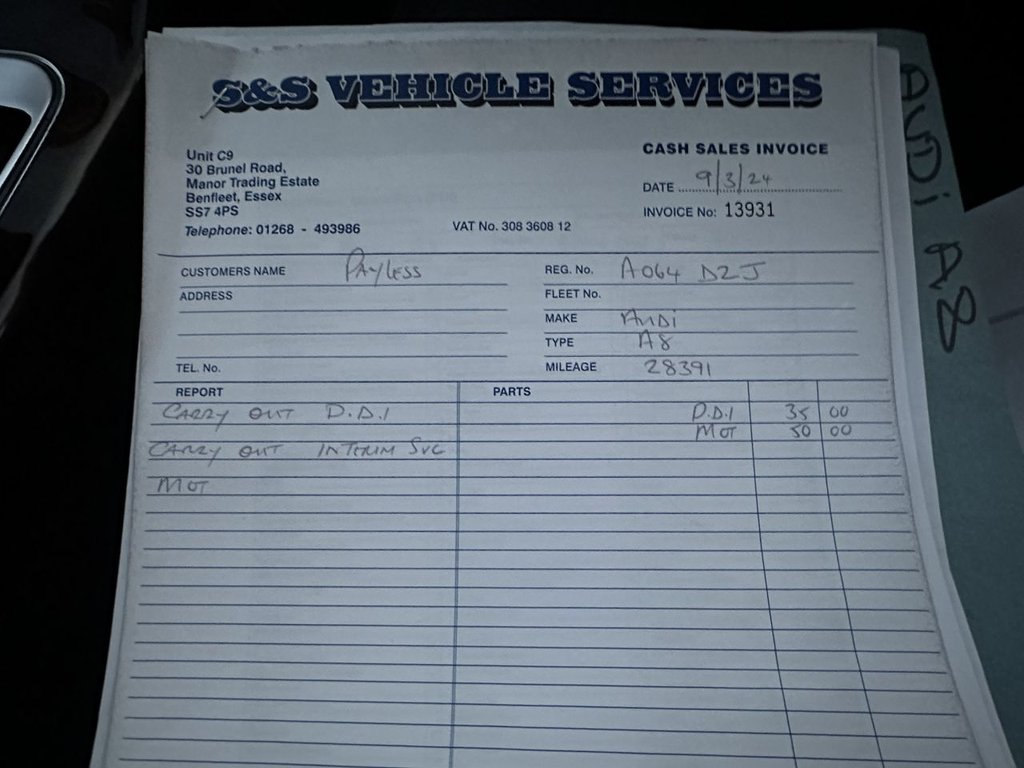 S&S VEHICLE SERVICES
Unit C9
30 Brunel Road,
Manor Trading Estate
Benfleet, Essex
SS7 4PS
Telephone: 01268 - 493986
VAT No. 308 3608 12
CASH SALES INVOICE
DATE 9/3/24
INVOICE No: 13931
CUSTOMERS NAME PAYLESS
ADDRESS
TEL. No.
REG. No. AO64 DZJ
FLEET No.
MAKE AUDi
TYPE A8
MILEAGE 28391
REPORT PARTS
CARRY OUT P.D.I P.D.I 35 00
MOT 50 00
CARRY OUT INTERIM SVC
MOT
AUDi A8